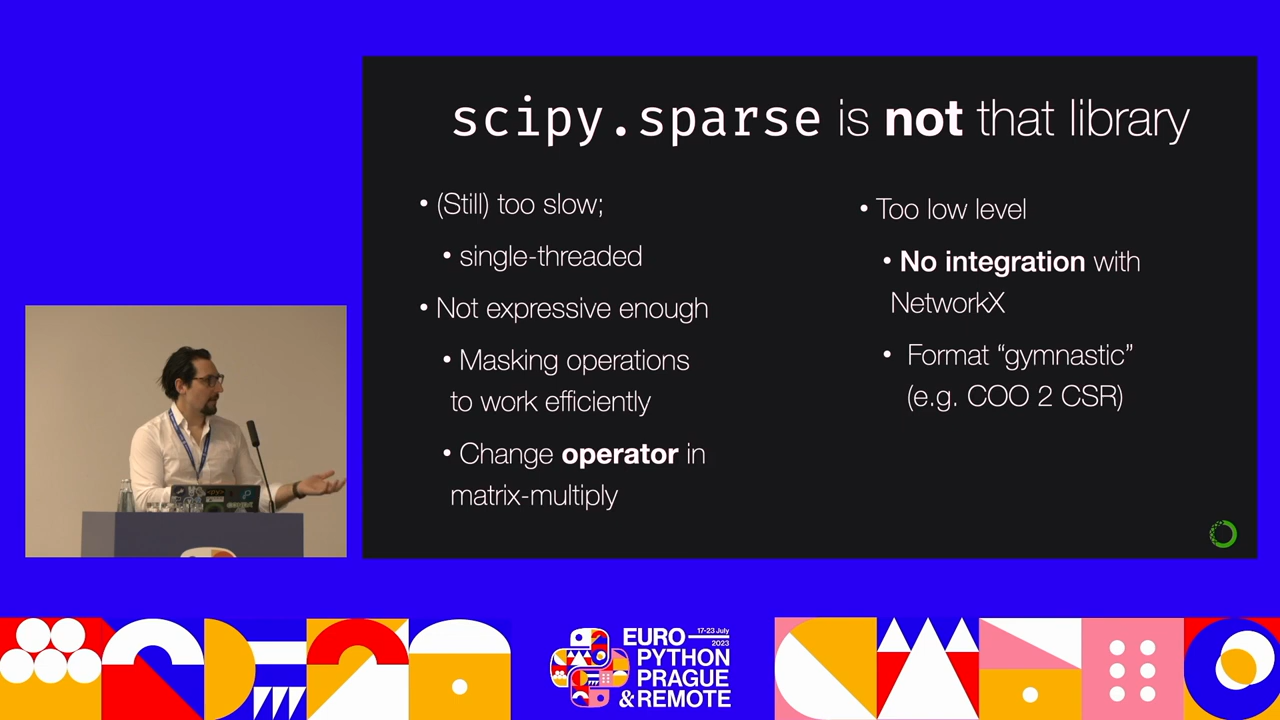 scipy.sparse is not that library
• (Still) too slow;
• single-threaded
• Not expressive enough
• Masking operations
to work efficiently
• Change operator in
matrix-multiply
• Too low level
• No integration with
NetworkX
• Format “gymnastic”
(e.g. COO 2 CSR)
17-23 July
2023
EURO
PYTHON
PRAGUE
& REMOTE